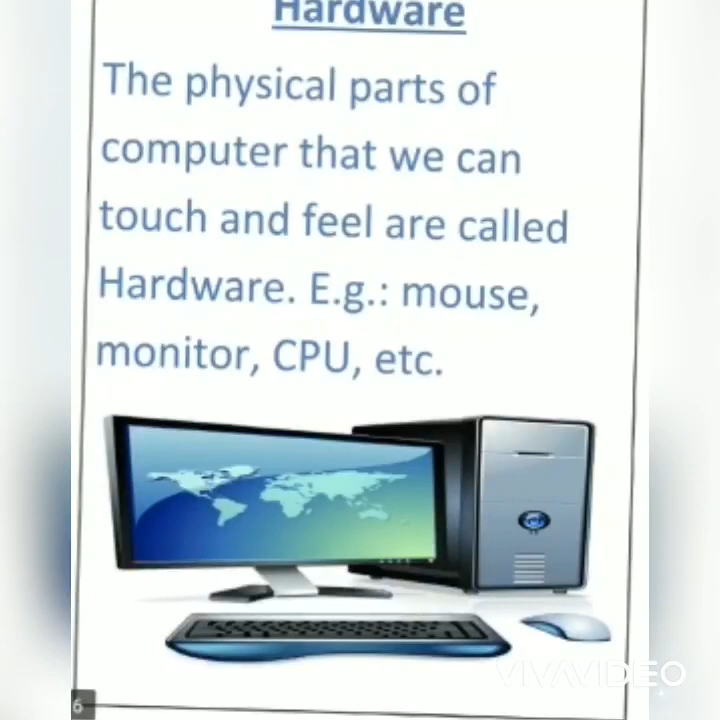 Hardware
The physical parts of
computer that we can
touch and feel are called
Hardware. E.g.: mouse,
monitor, CPU, etc.
6
VIVAVIDEO